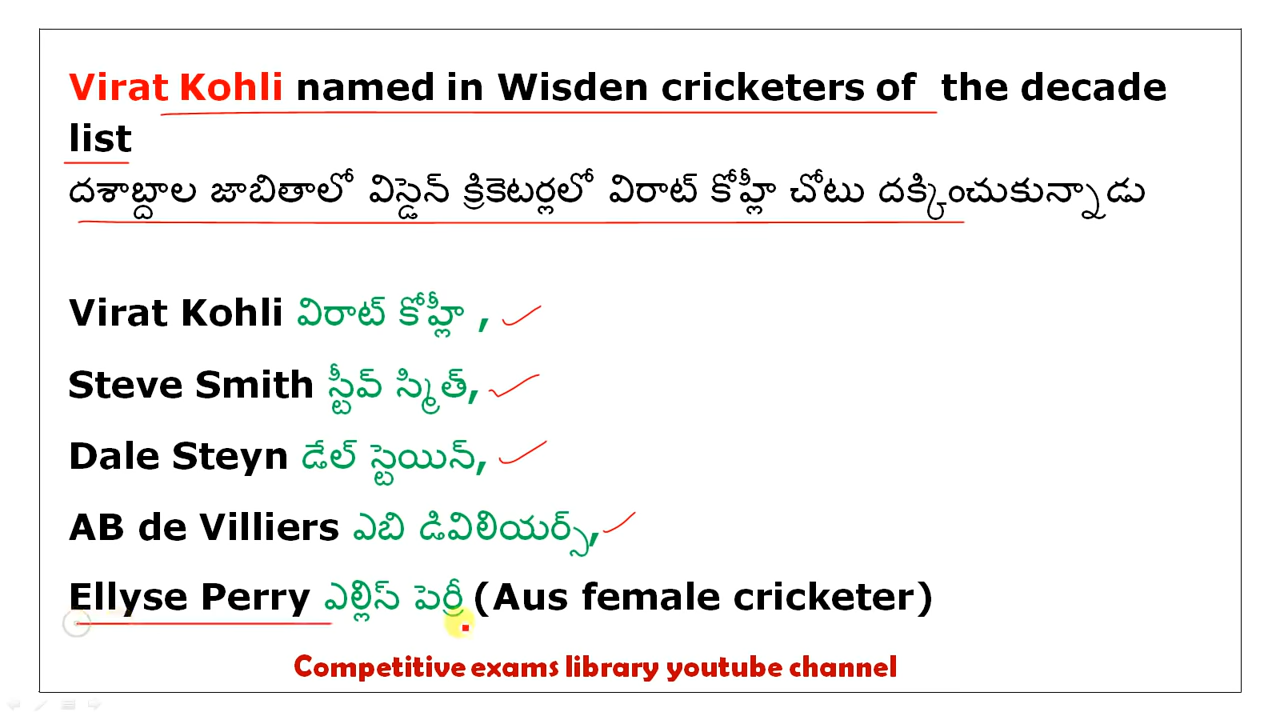 Virat Kohli named in Wisden cricketers of the decade
list
దశాబ్దాల జాబితాలో విస్డెన్ క్రికెటర్లలో విరాట్ కోహ్లీ చోటు దక్కించుకున్నాడు
Virat Kohli విరాట్ కోహ్లీ ,
Steve Smith స్టీవ్ స్మిత్,
Dale Steyn డేల్ స్టెయిన్,
AB de Villiers ఎబి డివిలియర్స్,
Ellyse Perry ఎల్లిస్ పెర్రీ (Aus female cricketer)
Competitive exams library youtube channel